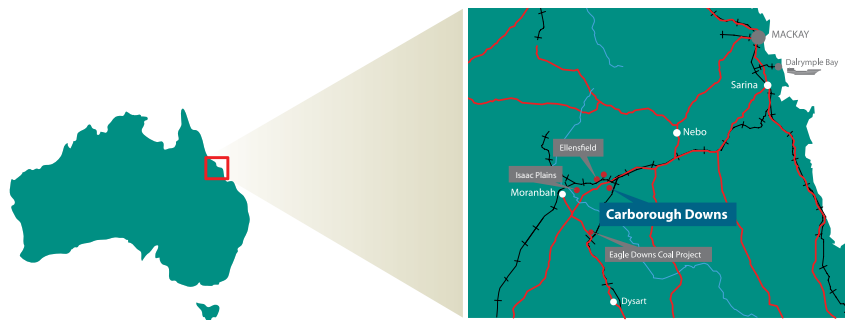 MACKAY
Dalrymple Bay
Sarina
Nebo
Ellensfield
Isaac Plains
Moranbah
Carborough Downs
Eagle Downs Coal Project
Dysart